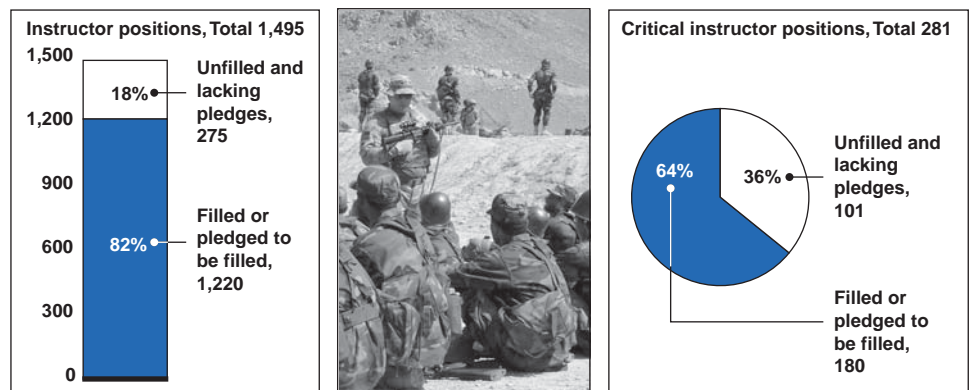 Instructor positions, Total 1,495
1,500
1,200
900
600
300
0
18%
82%
Unfilled and
lacking
pledges,
275
Filled or
pledged to
be filled,
1,220
Critical instructor positions, Total 281
64%
36%
Unfilled and
lacking
pledges,
101
Filled or
pledged to
be filled,
180